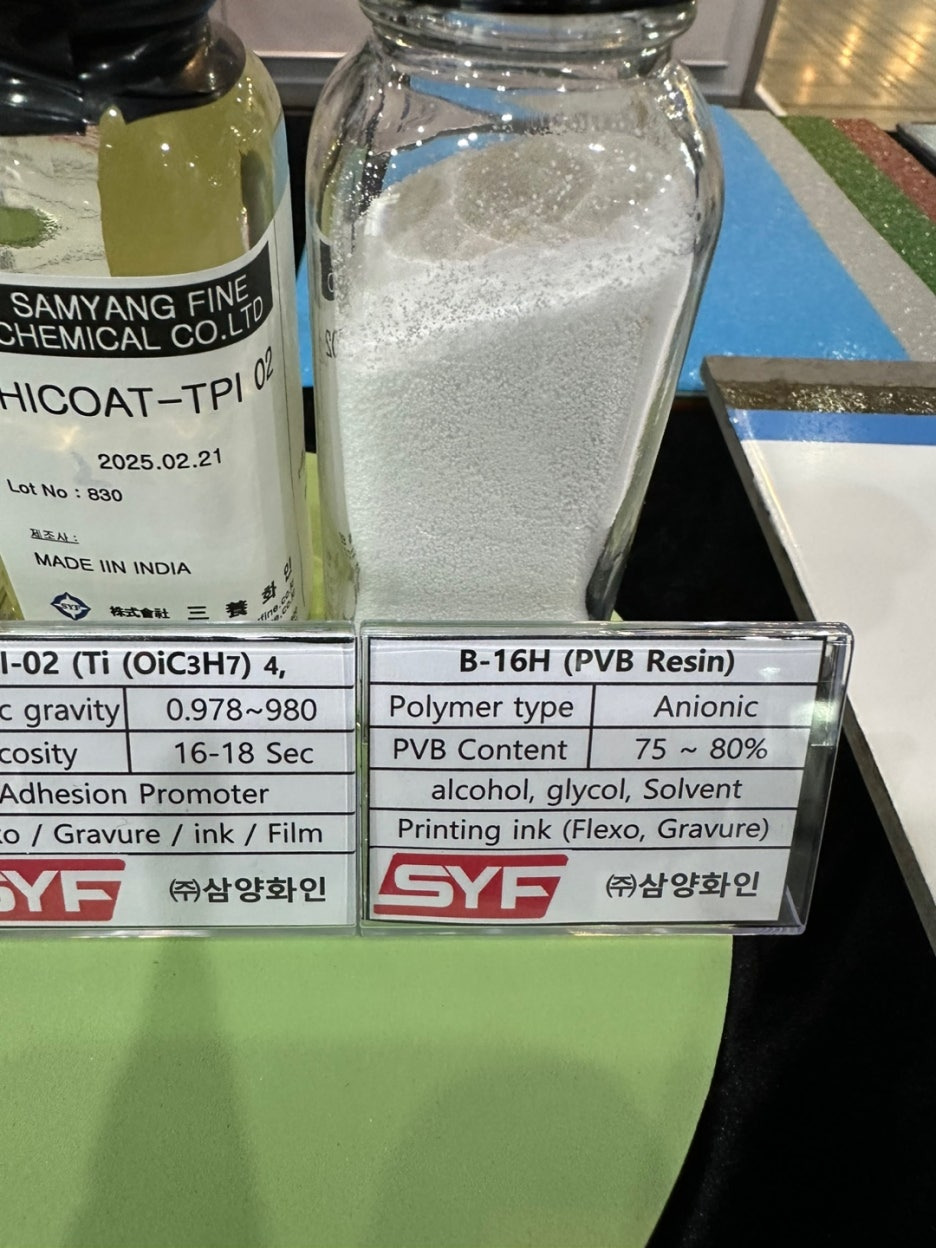 SAMYANG FINE
CHEMICAL CO.LTD
HICOAT-TPI 02
2025.02.21
Lot No : 830
제조사 :
MADE IIN INDIA
SYF 株式會社 三養화인
I-02 (Ti (OiC3H7) 4,
c gravity 0.978~980
cosity 16-18 Sec
Adhesion Promoter
xo / Gravure / ink / Film
SYF ㈜삼양화인
B-16H (PVB Resin)
Polymer type Anionic
PVB Content 75 ~ 80%
alcohol, glycol, Solvent
Printing ink (Flexo, Gravure)
SYF ㈜삼양화인